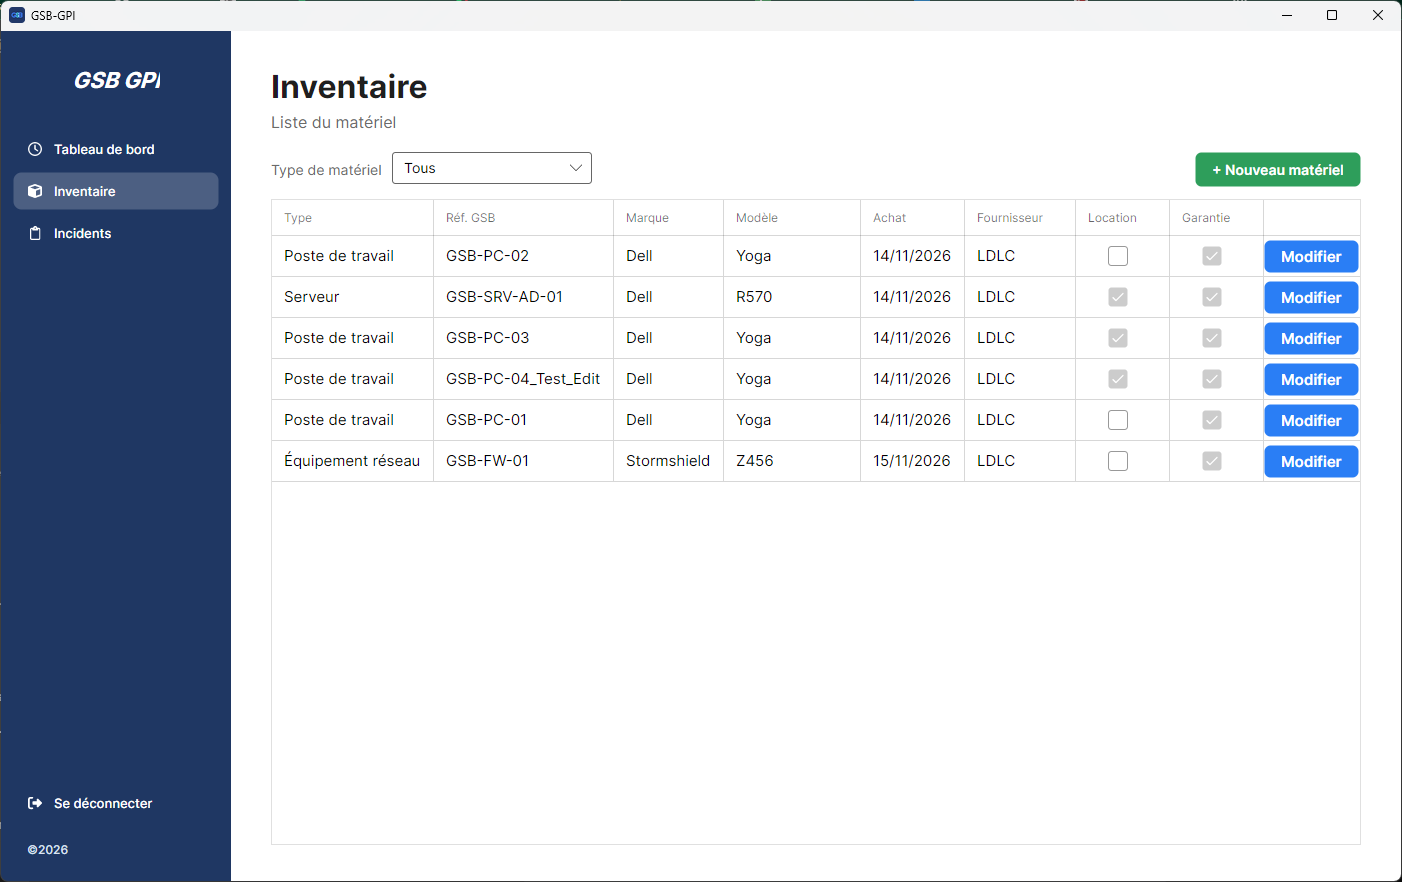 GSB-GPI
GSB GPI
Tableau de bord
Inventaire
Incidents
Se déconnecter
©2026
Inventaire
Liste du matériel
Type de matériel Tous + Nouveau matériel
Type Réf. GSB Marque Modèle Achat Fournisseur Location Garantie
Poste de travail GSB-PC-02 Dell Yoga 14/11/2026 LDLC Modifier
Serveur GSB-SRV-AD-01 Dell R570 14/11/2026 LDLC Modifier
Poste de travail GSB-PC-03 Dell Yoga 14/11/2026 LDLC Modifier
Poste de travail GSB-PC-04_Test_Edit Dell Yoga 14/11/2026 LDLC Modifier
Poste de travail GSB-PC-01 Dell Yoga 14/11/2026 LDLC Modifier
Équipement réseau GSB-FW-01 Stormshield Z456 15/11/2026 LDLC Modifier